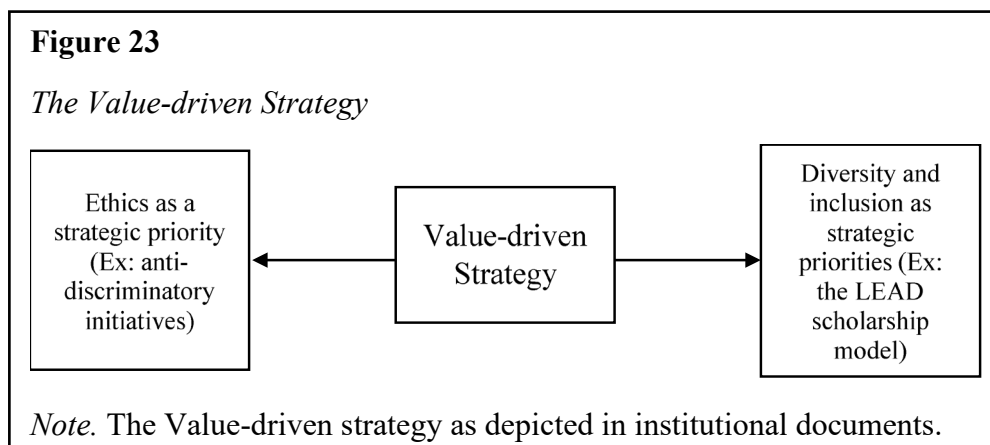 Figure 23
The Value-driven Strategy
Ethics as a
strategic priority
(Ex: anti-
discriminatory
initiatives)
Value-driven
Strategy
Diversity and
inclusion as
strategic
priorities (Ex:
the LEAD
scholarship
model)
Note. The Value-driven strategy as depicted in institutional documents.